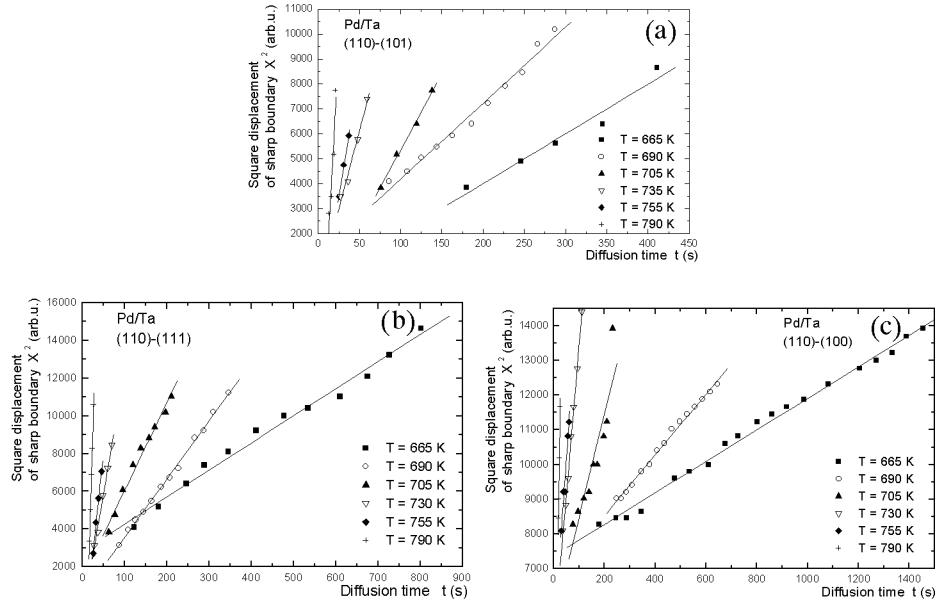 11000
10000
9000
8000
7000
6000
5000
4000
3000
2000
Square displacement
of sharp boundary X² (arb.u.)
Pd/Ta
(110)-(101)
(a)
T = 665 K
T = 690 K
T = 705 K
T = 735 K
T = 755 K
T = 790 K
0 50 100 150 200 250 300 350 400 450
Diffusion time t (s)
16000
14000
12000
10000
8000
6000
4000
2000
Square displacement
of sharp boundary X² (arb.u.)
Pd/Ta
(110)-(111)
(b)
T = 665 K
T = 690 K
T = 705 K
T = 730 K
T = 755 K
T = 790 K
0 100 200 300 400 500 600 700 800 900
Diffusion time t (s)
14000
13000
12000
11000
10000
9000
8000
7000
Square displacement
of sharp boundary X² (arb.u.)
Pd/Ta
(110)-(100)
(c)
T = 665 K
T = 690 K
T = 705 K
T = 730 K
T = 755 K
T = 790 K
0 200 400 600 800 1000 1200 1400
Diffusion time t (s)